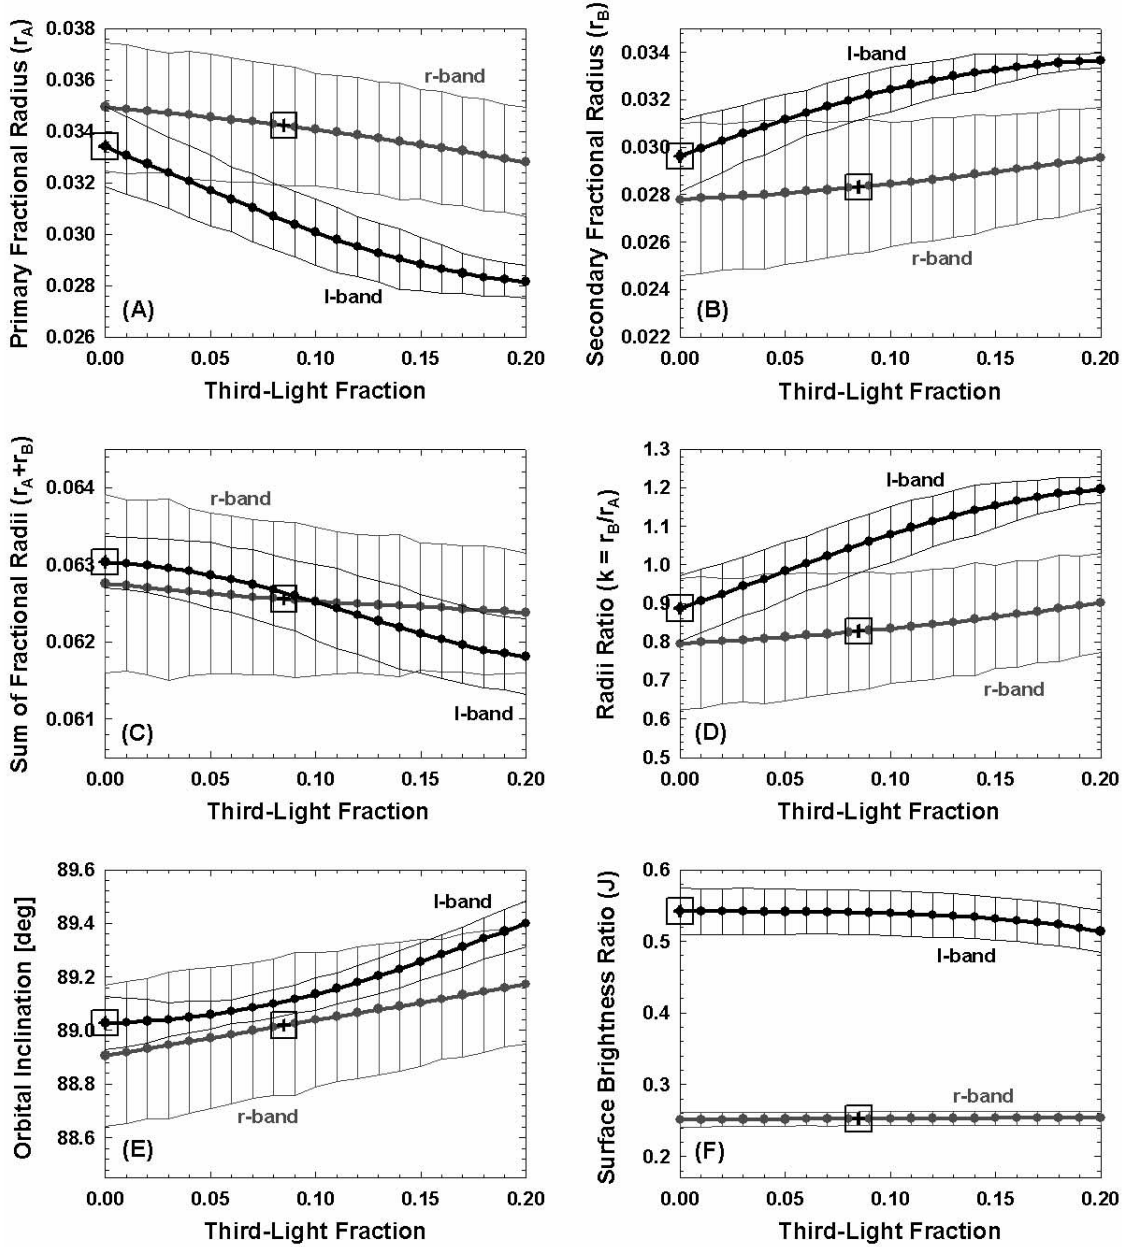 Primary Fractional Radius (rA)
0.038
0.036
0.034
0.032
0.030
0.028
0.026
r-band
I-band
(A)
0.00 0.05 0.10 0.15 0.20
Third-Light Fraction
Secondary Fractional Radius (rB)
0.034
0.032
0.030
0.028
0.026
0.024
0.022
I-band
r-band
(B)
0.00 0.05 0.10 0.15 0.20
Third-Light Fraction
Sum of Fractional Radii (rA+rB)
0.064
0.063
0.062
0.061
r-band
I-band
(C)
0.00 0.05 0.10 0.15 0.20
Third-Light Fraction
Radii Ratio (k = rB/rA)
1.3
1.2
1.1
1.0
0.9
0.8
0.7
0.6
0.5
I-band
r-band
(D)
0.00 0.05 0.10 0.15 0.20
Third-Light Fraction
Orbital Inclination [deg]
89.6
89.4
89.2
89.0
88.8
88.6
I-band
r-band
(E)
0.00 0.05 0.10 0.15 0.20
Third-Light Fraction
Surface Brightness Ratio (J)
0.6
0.5
0.4
0.3
0.2
I-band
r-band
(F)
0.00 0.05 0.10 0.15 0.20
Third-Light Fraction